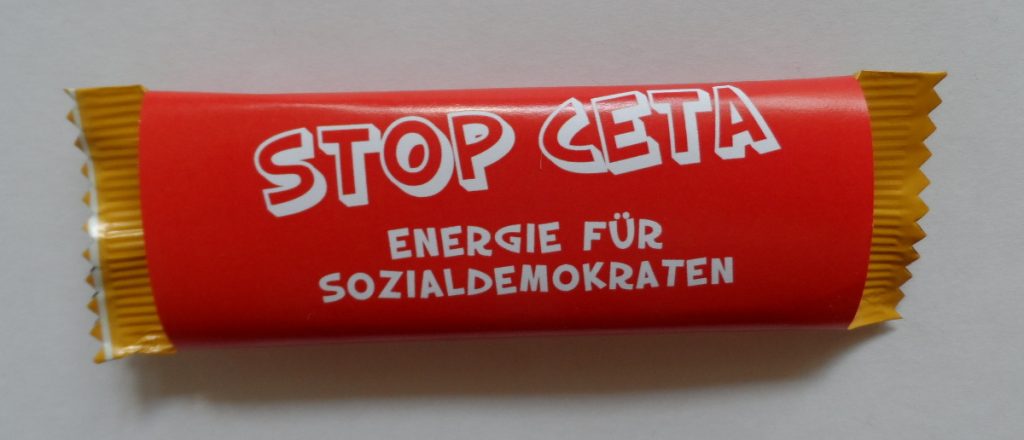 STOP CETA
ENERGIE FÜR
SOZIALDEMOKRATEN